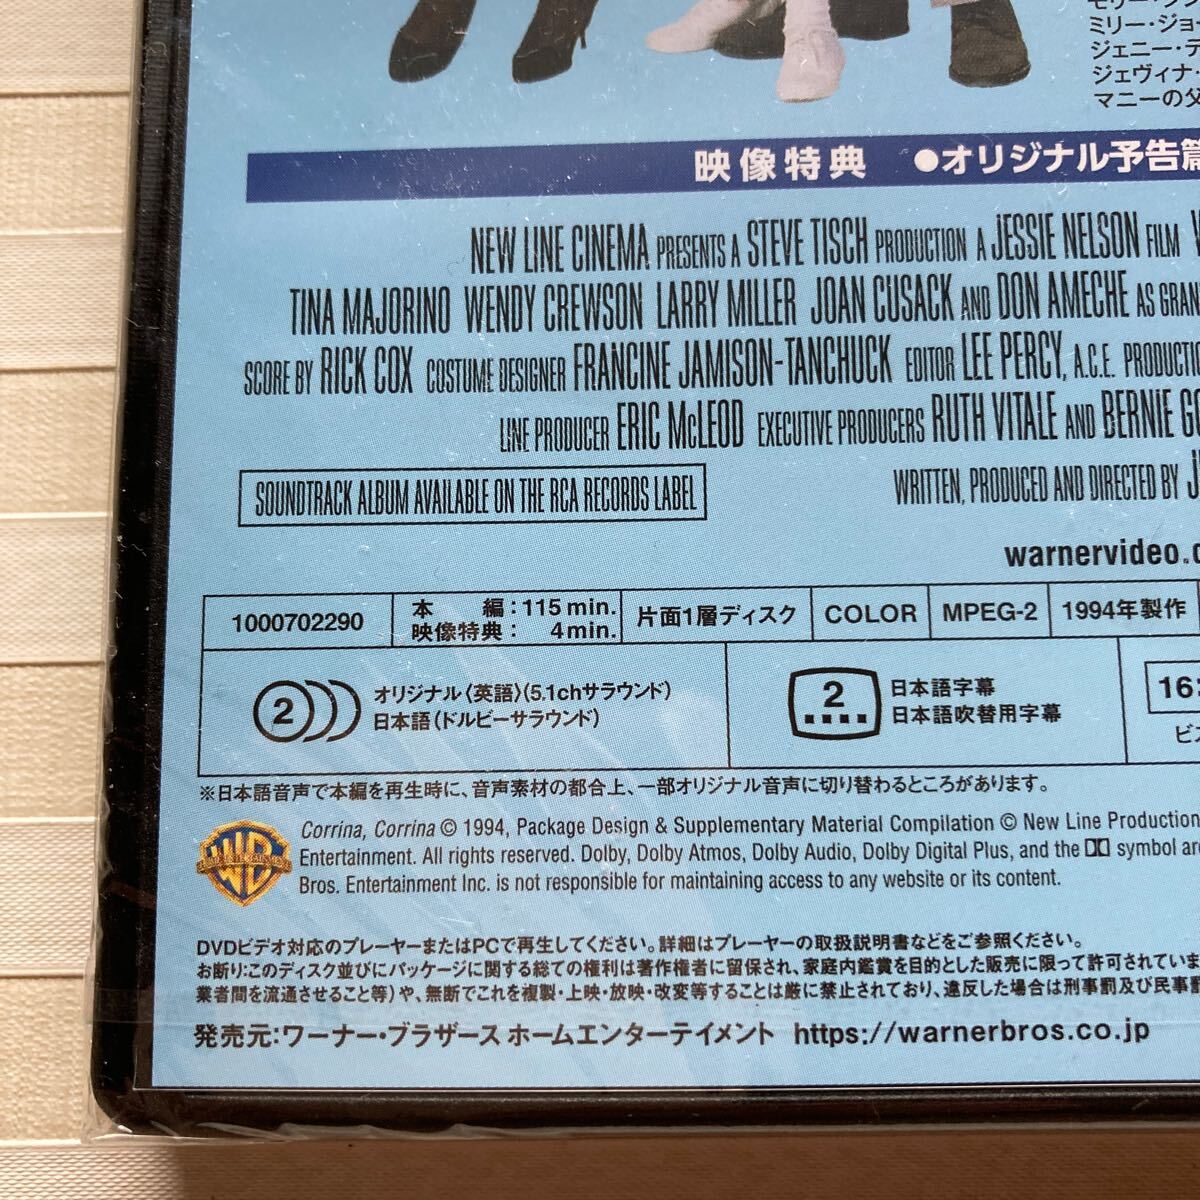 ミリー・ジョー
ジェニー・テ
ジェヴィナ・
マニーの父
映像特典 ●オリジナル予告篇
NEW LINE CINEMA PRESENTS A STEVE TISCH PRODUCTION A JESSIE NELSON FILM
TINA MAJORINO WENDY CREWSON LARRY MILLER JOAN CUSACK AND DON AMECHE AS GRAN
SCORE BY RICK COX COSTUME DESIGNER FRANCINE JAMISON-TANCHUCK EDITOR LEE PERCY, A.C.E. PRODUCTION
LINE PRODUCER ERIC McLEOD EXECUTIVE PRODUCERS RUTH VITALE AND BERNIE G
SOUNDTRACK ALBUM AVAILABLE ON THE RCA RECORDS LABEL
WRITTEN, PRODUCED AND DIRECTED BY J
warnervideo.c
1000702290
本編:115min.
映像特典: 4min.
片面1層ディスク
COLOR
MPEG-2
1994年製作
2
オリジナル〈英語〉(5.1chサラウンド)
日本語(ドルビーサラウンド)
2
日本語字幕
日本語吹替用字幕
16:
ビス
※日本語音声で本編を再生時に、音声素材の都合上、一部オリジナル音声に切り替わるところがあります。
WB
Corrina, Corrina © 1994, Package Design & Supplementary Material Compilation © New Line Production
Entertainment. All rights reserved. Dolby, Dolby Atmos, Dolby Audio, Dolby Digital Plus, and the symbol are
Bros. Entertainment Inc. is not responsible for maintaining access to any website or its content.
DVDビデオ対応のプレーヤーまたはPCで再生してください。詳細はプレーヤーの取扱説明書などをご参照ください。
お断り:このディスク並びにパッケージに関する総ての権利は著作権者に留保され、家庭内鑑賞を目的とした販売に限って許可されていま
業者間を流通させること等)や、無断でこれを複製・上映・放映・改変等することは厳に禁止されており、違反した場合は刑事罰及び民事罰
発売元:ワーナー・ブラザース ホームエンターテイメント https://warnerbros.co.jp